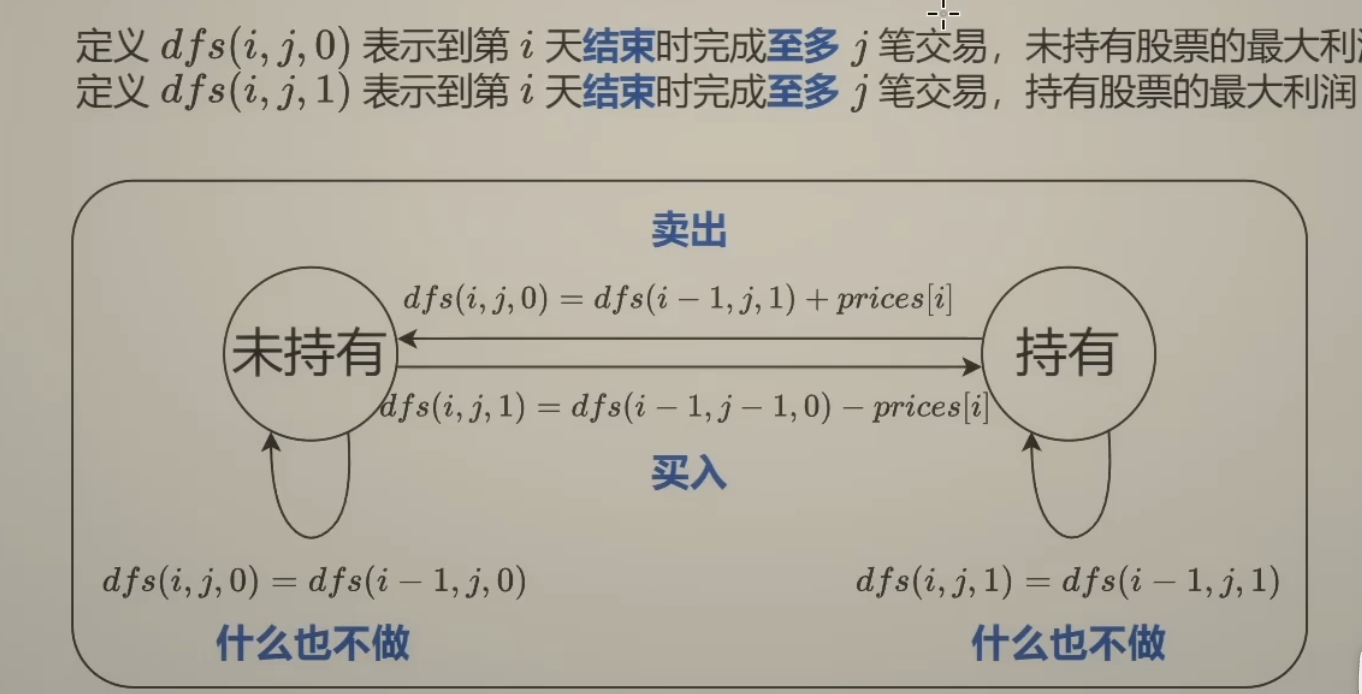 定义 dfs(i, j, 0) 表示到第 i 天结束时完成至多 j 笔交易，未持有股票的最大利
定义 dfs(i, j, 1) 表示到第 i 天结束时完成至多 j 笔交易，持有股票的最大利润
卖出
dfs(i, j, 0) = dfs(i − 1, j, 1) + prices[i]
未持有
持有
dfs(i, j, 1) = dfs(i − 1, j − 1, 0) − prices[i]
买入
dfs(i, j, 0) = dfs(i − 1, j, 0)
dfs(i, j, 1) = dfs(i − 1, j, 1)
什么也不做
什么也不做